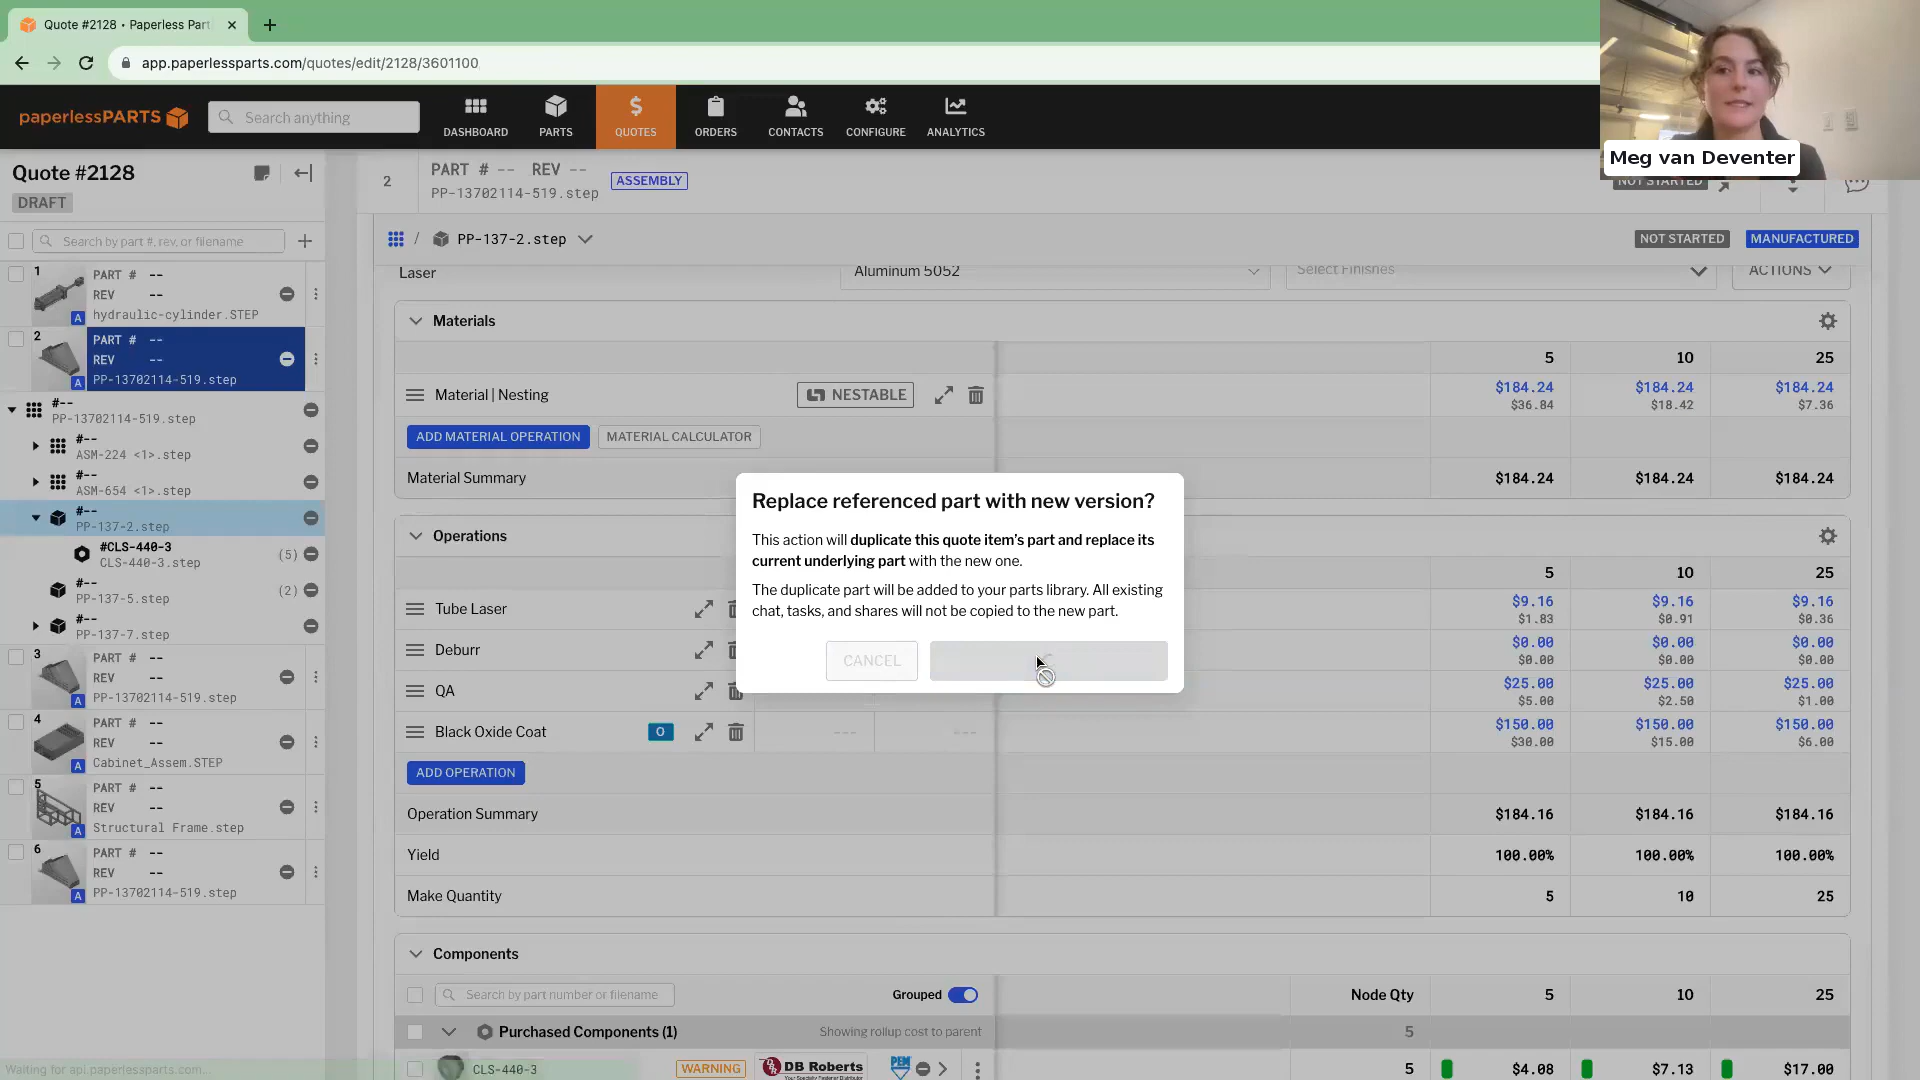 Quote #2128 • Paperless Part
app.paperlessparts.com/quotes/edit/2128/3601100
paperlessPARTS
Search anything
DASHBOARD
PARTS
QUOTES
ORDERS
CONTACTS
CONFIGURE
ANALYTICS
Meg van Deventer
Quote #2128
DRAFT
Search by part #, rev, or filename
1
PART # --
REV --
hydraulic-cylinder.STEP
A
2
PART # --
REV --
PP-13702114-519.step
A
#--
PP-13702114-519.step
#--
ASM-224 <1>.step
#--
ASM-654 <1>.step
#--
PP-137-2.step
#CLS-440-3
CLS-440-3.step
(5)
#--
PP-137-5.step
(2)
#--
PP-137-7.step
3
PART # --
REV --
PP-13702114-519.step
A
4
PART # --
REV --
Cabinet_Assem.STEP
A
5
PART # --
REV --
Structural Frame.step
A
6
PART # --
REV --
PP-13702114-519.step
A
Waiting for api.paperlessparts.com...
2
PART # -- REV --
PP-13702114-519.step
ASSEMBLY
NOT STARTED
/ PP-137-2.step
NOT STARTED
MANUFACTURED
Laser
Aluminum 5052
Select Finishes
ACTIONS
Materials
5 10 25
Material | Nesting
NESTABLE
$184.24 $184.24 $184.24
$36.84 $18.42 $7.36
ADD MATERIAL OPERATION
MATERIAL CALCULATOR
Material Summary
$184.24 $184.24 $184.24
Replace referenced part with new version?
This action will duplicate this quote item's part and replace its
current underlying part with the new one.
The duplicate part will be added to your parts library. All existing
chat, tasks, and shares will not be copied to the new part.
CANCEL
Operations
5 10 25
Tube Laser
$9.16 $9.16 $9.16
$1.83 $0.91 $0.36
Deburr
$0.00 $0.00 $0.00
$0.00 $0.00 $0.00
QA
$25.00 $25.00 $25.00
$5.00 $2.50 $1.00
Black Oxide Coat
O
--- ---
$150.00 $150.00 $150.00
$30.00 $15.00 $6.00
ADD OPERATION
Operation Summary
$184.16 $184.16 $184.16
Yield
100.00% 100.00% 100.00%
Make Quantity
5 10 25
Components
Search by part number or filename
Grouped
Node Qty 5 10 25
Purchased Components (1)
Showing rollup cost to parent
5
CLS-440-3
WARNING
DB Roberts
Your Specialty Fastener Distributor
PEM
5 $4.08 $7.13 $17.00